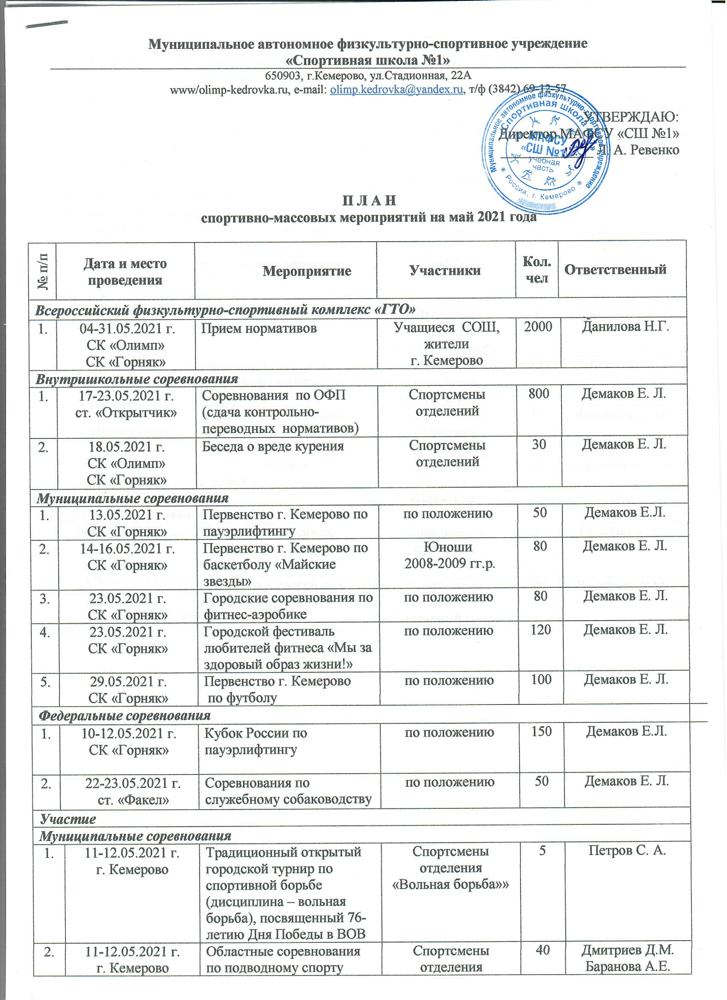 Муниципальное автономное физкультурно-спортивное учреждение
«Спортивная школа №1»
650903, г.Кемерово, ул.Стадионная, 22А
www/olimp-kedrovka.ru, e-mail: olimp.kedrovka@yandex.ru, т/ф (3842) 69-12-57
УТВЕРЖДАЮ:
Директор МАФСУ «СШ №1»
Л. А. Ревенко
Муниципальное автономное физкультурно-спортивное учреждение
«Спортивная школа №1»
МАФСУ
«СШ №1»
учебная
часть
* Россия, г. Кемерово *
П Л А Н
спортивно-массовых мероприятий на май 2021 года
№ п/п
Дата и место
проведения
Мероприятие
Участники
Кол.
чел
Ответственный
Всероссийский физкультурно-спортивный комплекс «ГТО»
1. 04-31.05.2021 г. Прием нормативов Учащиеся СОШ, 2000 Данилова Н.Г.
СК «Олимп» жители
СК «Горняк» г. Кемерово
Внутришкольные соревнования
1. 17-23.05.2021 г. Соревнования по ОФП Спортсмены 800 Демаков Е. Л.
ст. «Открытчик» (сдача контрольно- отделений
переводных нормативов)
2. 18.05.2021 г. Беседа о вреде курения Спортсмены 30 Демаков Е. Л.
СК «Олимп» отделений
СК «Горняк»
Муниципальные соревнования
1. 13.05.2021 г. Первенство г. Кемерово по по положению 50 Демаков Е.Л.
СК «Горняк» пауэрлифтингу
2. 14-16.05.2021 г. Первенство г. Кемерово по Юноши 80 Демаков Е. Л.
СК «Горняк» баскетболу «Майские 2008-2009 гг.р.
звезды»
3. 23.05.2021 г. Городские соревнования по по положению 80 Демаков Е. Л.
СК «Горняк» фитнес-аэробике
4. 23.05.2021 г. Городской фестиваль по положению 120 Демаков Е. Л.
СК «Горняк» любителей фитнеса «Мы за
здоровый образ жизни!»
5. 29.05.2021 г. Первенство г. Кемерово по положению 100 Демаков Е. Л.
СК «Горняк» по футболу
Федеральные соревнования
1. 10-12.05.2021 г. Кубок России по по положению 150 Демаков Е.Л.
СК «Горняк» пауэрлифтингу
2. 22-23.05.2021 г. Соревнования по по положению 50 Демаков Е. Л.
ст. «Факел» служебному собаководству
Участие
Муниципальные соревнования
1. 11-12.05.2021 г. Традиционный открытый Спортсмены 5 Петров С. А.
г. Кемерово городской турнир по отделения
спортивной борьбе «Вольная борьба»»
(дисциплина – вольная
борьба), посвященный 76-
летию Дня Победы в ВОВ
2. 11-12.05.2021 г. Областные соревнования Спортсмены 40 Дмитриев Д.М.
г. Кемерово по подводному спорту отделения Баранова А.Е.